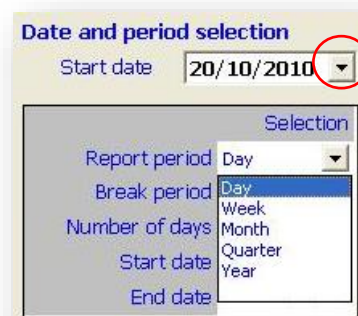 Date and period selection
Start date 20/10/2010
Selection
Report period Day
Break period Day
Week
Number of days Month
Quarter
Start date Year
End date